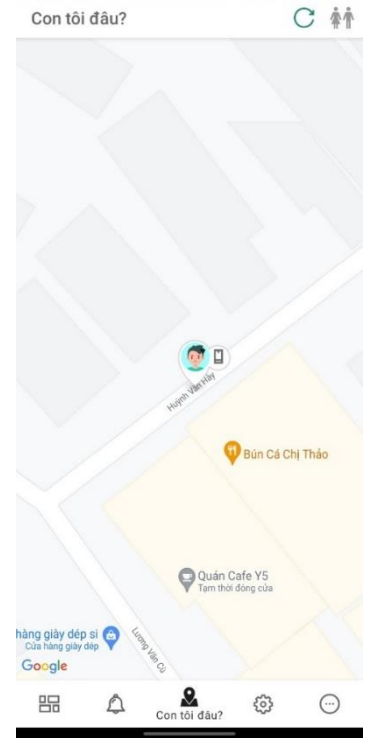 Con tôi đâu?
Huỳnh Văn Hây
Bún Cá Chị Thảo
Quán Cafe Y5
Tạm thời đóng cửa
hàng giày dép si
Cửa hàng giày dép
Lương Văn Cù
Google
Con tôi đâu?